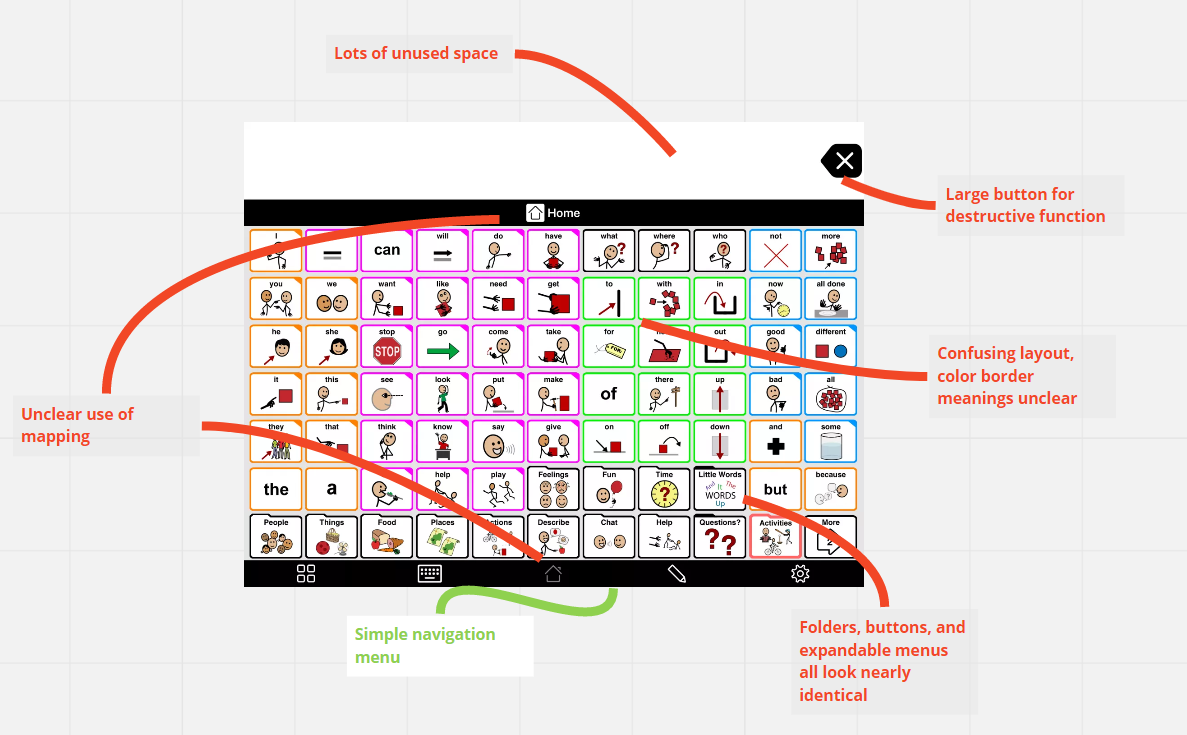 Lots of unused space
Large button for
destructive function
Home
I can will do have what where who not more
you we want like need get to with in now all done
he she stop go come take for out good different
STOP
it this see look put make of there up bad all
they that think know say give on off down and some
the a help play Feelings Fun Time Little Words but because
And It The
WORDS
Up
People Things Food Places Actions Describe Chat Help Questions? Activities More
Confusing layout,
color border
meanings unclear
Unclear use of
mapping
Simple navigation
menu
Folders, buttons, and
expandable menus
all look nearly
identical